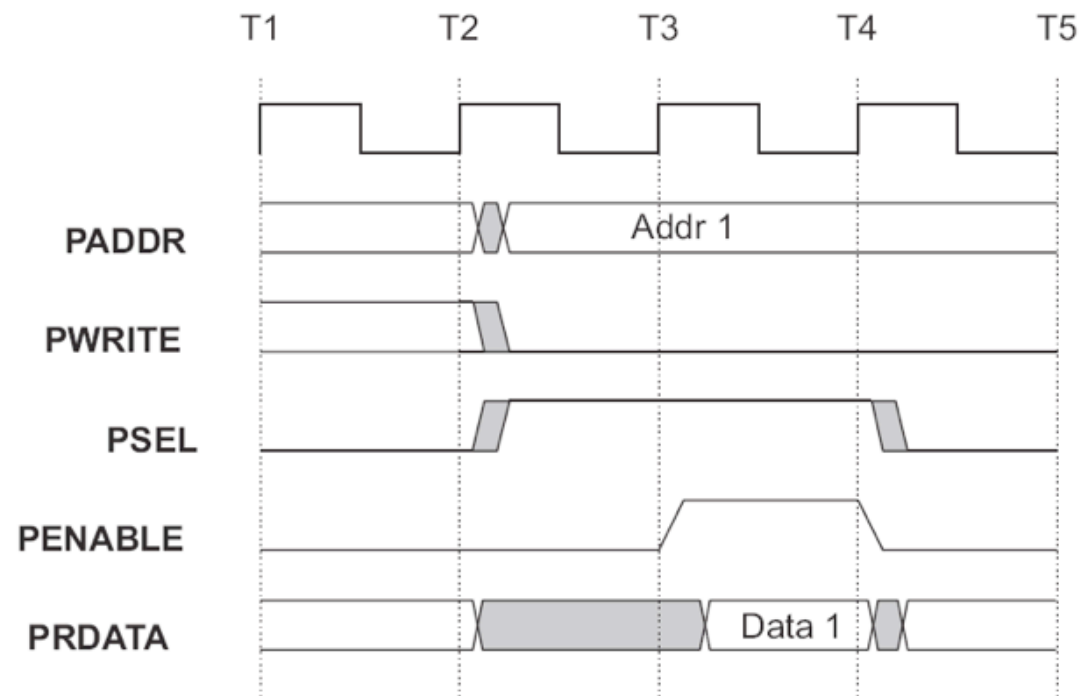 T1 T2 T3 T4 T5
PADDR Addr 1
PWRITE
PSEL
PENABLE
PRDATA Data 1